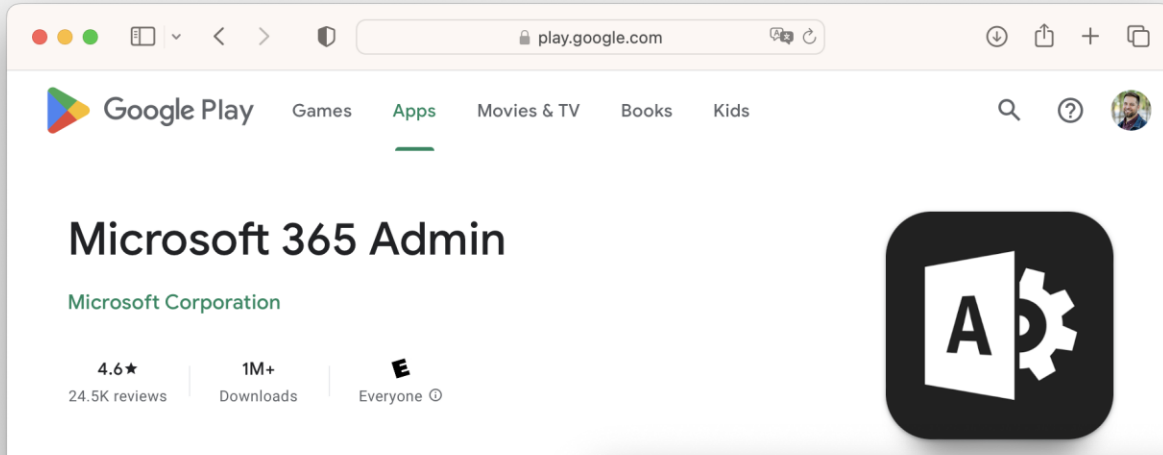 play.google.com
Google Play Games Apps Movies & TV Books Kids
Microsoft 365 Admin
Microsoft Corporation
4.6★ 1M+ E
24.5K reviews Downloads Everyone
A